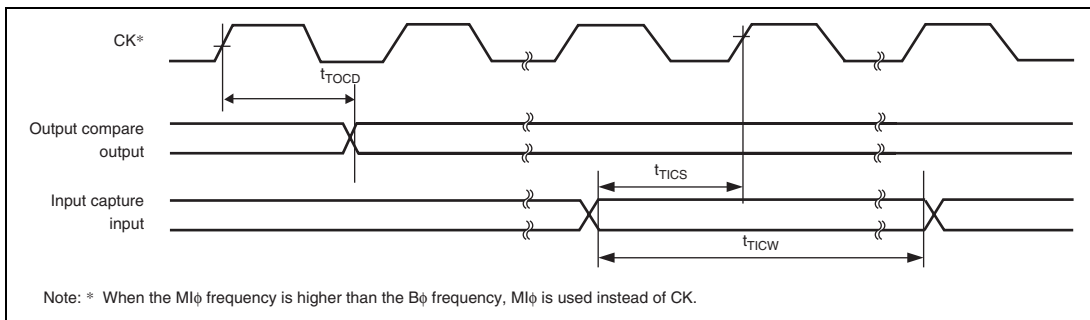 CK*
tTOCD
Output compare
output
tTICS
Input capture
input
tTICW
Note: * When the MIϕ frequency is higher than the Bϕ frequency, MIϕ is used instead of CK.